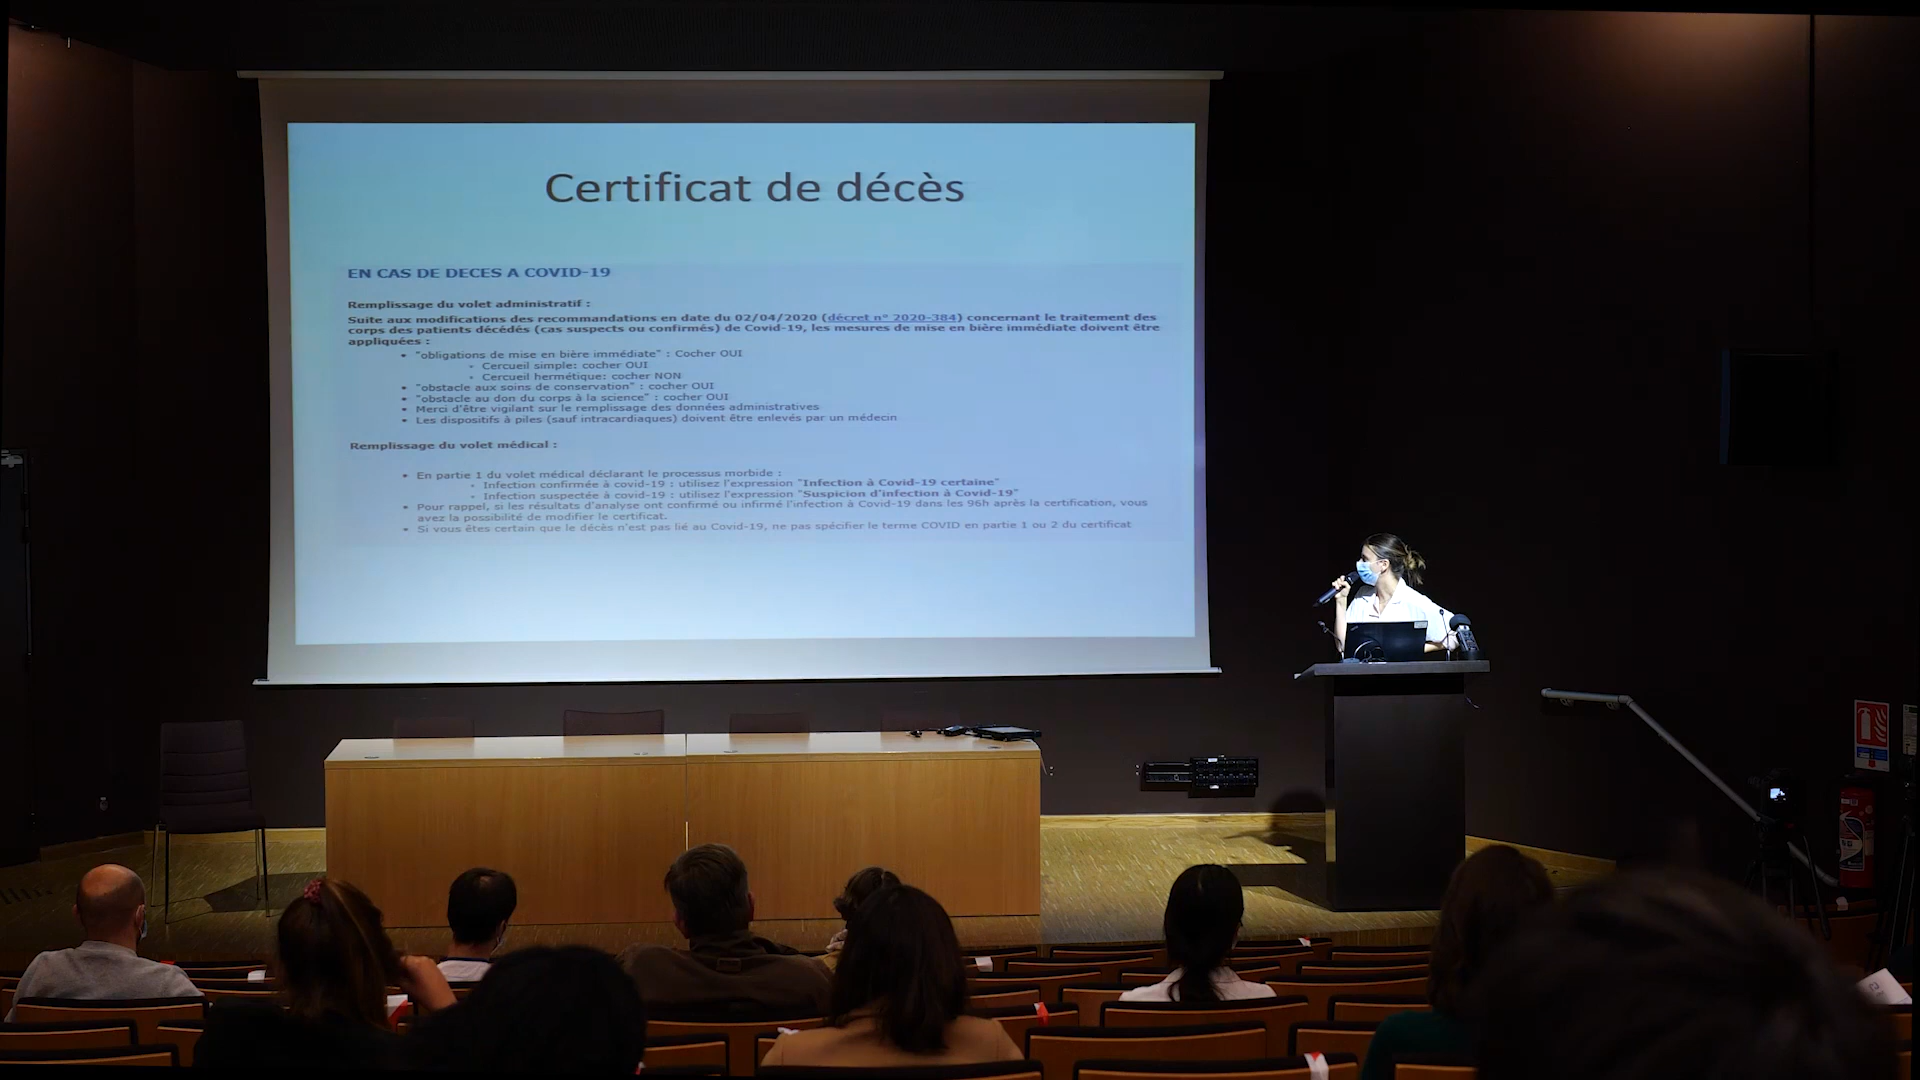 Certificat de décès
EN CAS DE DECES A COVID-19
Remplissage du volet administratif :
Suite aux modifications des recommandations en date du 02/04/2020 (décret n° 2020-384) concernant le traitement des
corps des patients décédés (cas suspects ou confirmés) de Covid-19, les mesures de mise en bière immédiate doivent être
appliquées :
• "obligations de mise en bière immédiate" : Cocher OUI
◦ Cercueil simple: cocher OUI
◦ Cercueil hermétique: cocher NON
• "obstacle aux soins de conservation" : cocher OUI
• "obstacle au don du corps à la science" : cocher OUI
• Merci d'être vigilant sur le remplissage des données administratives
• Les dispositifs à piles (sauf intracardiaques) doivent être enlevés par un médecin
Remplissage du volet médical :
• En partie 1 du volet médical déclarant le processus morbide :
◦ Infection confirmée à covid-19 : utilisez l'expression "Infection à Covid-19 certaine"
◦ Infection suspectée à covid-19 : utilisez l'expression "Suspicion d'infection à Covid-19"
• Pour rappel, si les résultats d'analyse ont confirmé ou infirmé l'infection à Covid-19 dans les 96h après la certification, vous
avez la possibilité de modifier le certificat.
• Si vous êtes certain que le décès n'est pas lié au Covid-19, ne pas spécifier le terme COVID en partie 1 ou 2 du certificat